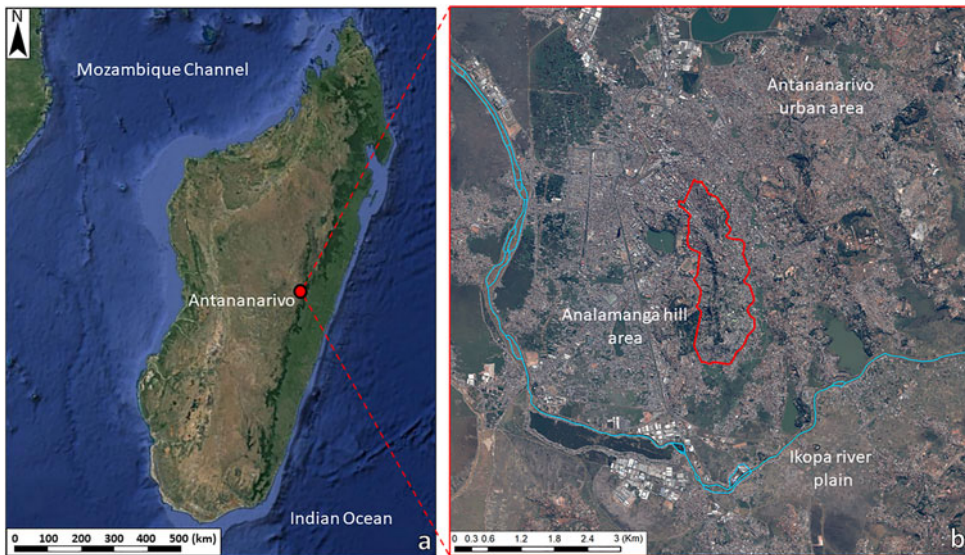 N
Mozambique Channel
Antananarivo
Indian Ocean
0 100 200 300 400 500 (km)
a
Antananarivo
urban area
Analamanga hill
area
Ikopa river
plain
0 0.3 0.6 1.2 1.8 2.4 3 (Km)
b